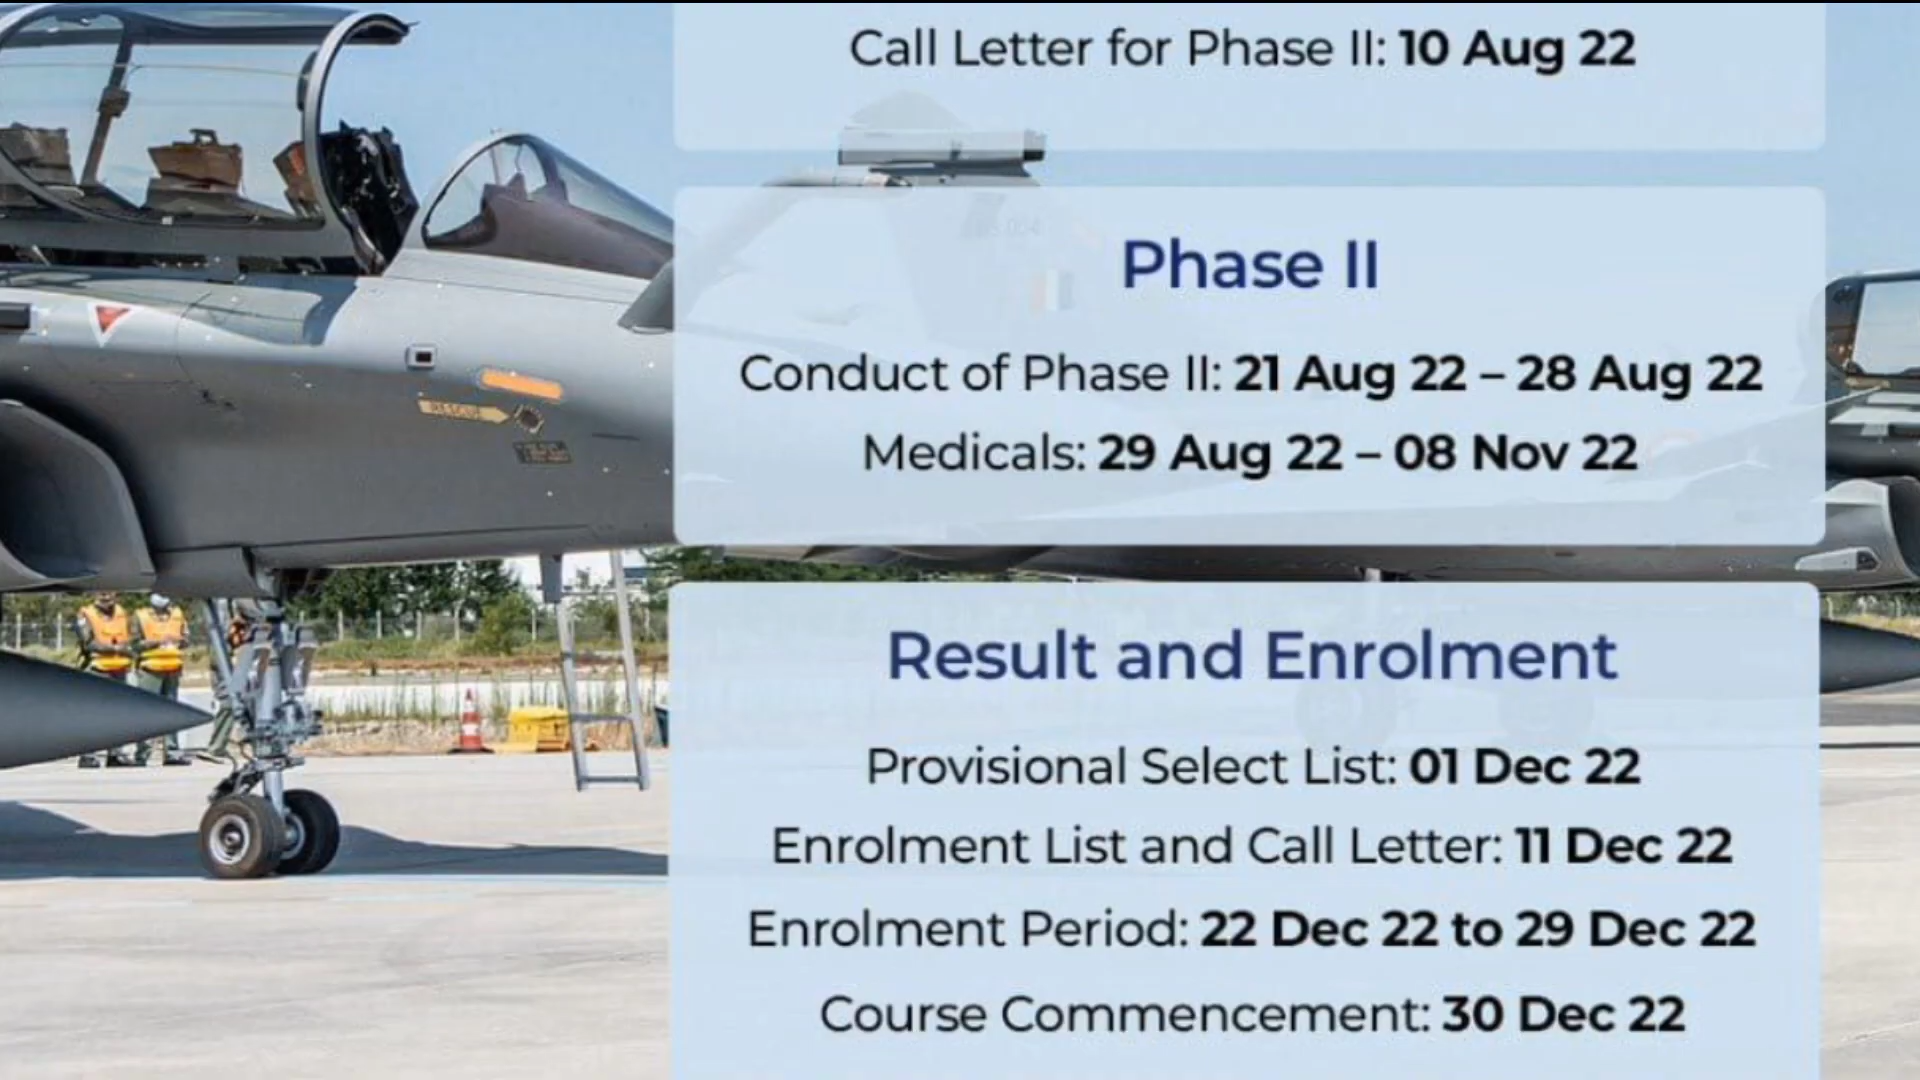 Call Letter for Phase II: 10 Aug 22
Phase II
Conduct of Phase II: 21 Aug 22 – 28 Aug 22
Medicals: 29 Aug 22 – 08 Nov 22
RESCUE
Result and Enrolment
Provisional Select List: 01 Dec 22
Enrolment List and Call Letter: 11 Dec 22
Enrolment Period: 22 Dec 22 to 29 Dec 22
Course Commencement: 30 Dec 22